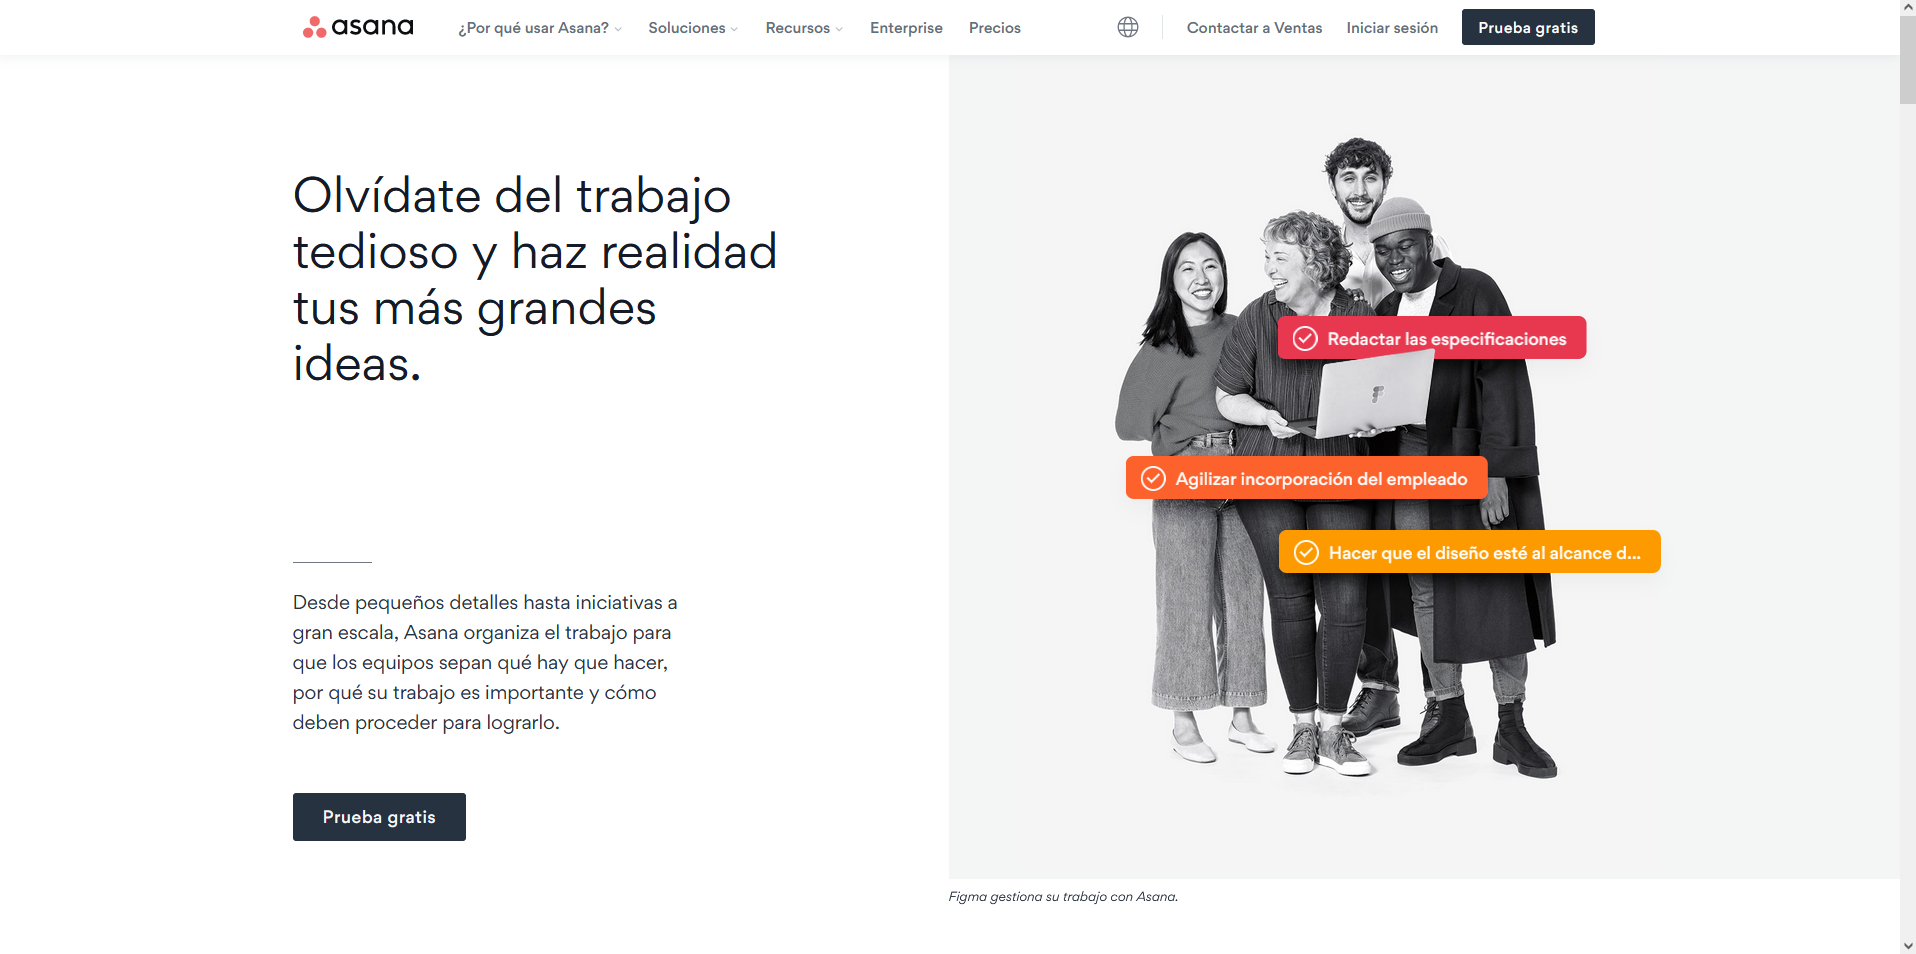 asana
¿Por qué usar Asana?
Soluciones
Recursos
Enterprise
Precios
Contactar a Ventas
Iniciar sesión
Prueba gratis
Olvídate del trabajo
tedioso y haz realidad
tus más grandes
ideas.
Desde pequeños detalles hasta iniciativas a
gran escala, Asana organiza el trabajo para
que los equipos sepan qué hay que hacer,
por qué su trabajo es importante y cómo
deben proceder para lograrlo.
Prueba gratis
Redactar las especificaciones
Agilizar incorporación del empleado
Hacer que el diseño esté al alcance d...
Figma gestiona su trabajo con Asana.